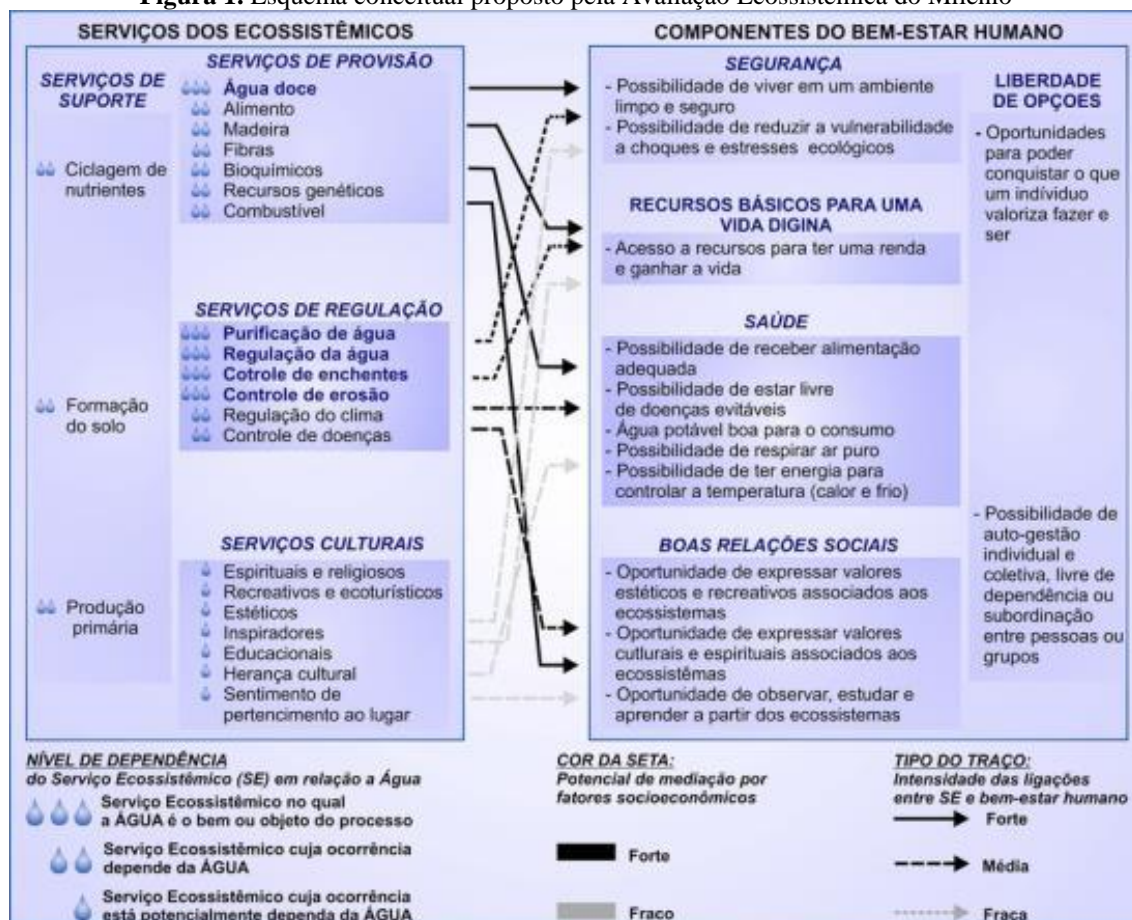 Figura 1. Esquema conceitual proposto pela Avaliação Ecossistêmica do Milênio
SERVIÇOS DOS ECOSSISTÊMICOS
SERVIÇOS DE
SUPORTE
Ciclagem de
nutrientes
Formação
do solo
Produção
primária
SERVIÇOS DE PROVISÃO
Água doce
Alimento
Madeira
Fibras
Bioquímicos
Recursos genéticos
Combustível
SERVIÇOS DE REGULAÇÃO
Purificação de água
Regulação da água
Cotrole de enchentes
Controle de erosão
Regulação do clima
Controle de doenças
SERVIÇOS CULTURAIS
Espirituais e religiosos
Recreativos e ecoturísticos
Estéticos
Inspiradores
Educacionais
Herança cultural
Sentimento de
pertencimento ao lugar
COMPONENTES DO BEM-ESTAR HUMANO
SEGURANÇA
- Possibilidade de viver em um ambiente
limpo e seguro
- Possibilidade de reduzir a vulnerabilidade
a choques e estresses ecológicos
RECURSOS BÁSICOS PARA UMA
VIDA DIGINA
- Acesso a recursos para ter uma renda
e ganhar a vida
SAÚDE
- Possibilidade de receber alimentação
adequada
- Possibilidade de estar livre
de doenças evitáveis
- Água potável boa para o consumo
- Possibilidade de respirar ar puro
- Possibilidade de ter energia para
controlar a temperatura (calor e frio)
BOAS RELAÇÕES SOCIAIS
- Oportunidade de expressar valores
estéticos e recreativos associados aos
ecossistemas
- Oportunidade de expressar valores
cutlurais e espirituais associados aos
ecossistêmas
- Oportunidade de observar, estudar e
aprender a partir dos ecossistemas
LIBERDADE
DE OPÇOES
- Oportunidades
para poder
conquistar o que
um indíviduo
valoriza fazer e
ser
- Possibilidade de
auto-gestão
individual e
coletiva, livre de
dependência ou
subordinação
entre pessoas ou
grupos
NÍVEL DE DEPENDÊNCIA
do Serviço Ecossistêmico (SE) em relação a Água
Serviço Ecossistêmico no qual
a ÁGUA é o bem ou objeto do processo
Serviço Ecossistêmico cuja ocorrência
depende da ÁGUA
Serviço Ecossistêmico cuja ocorrência
está potencialmente dependa da ÁGUA
COR DA SETA:
Potencial de mediação por
fatores socioeconômicos
Forte
Fraco
TIPO DO TRAÇO:
Intensidade das ligações
entre SE e bem-estar humano
Forte
Média
Fraca